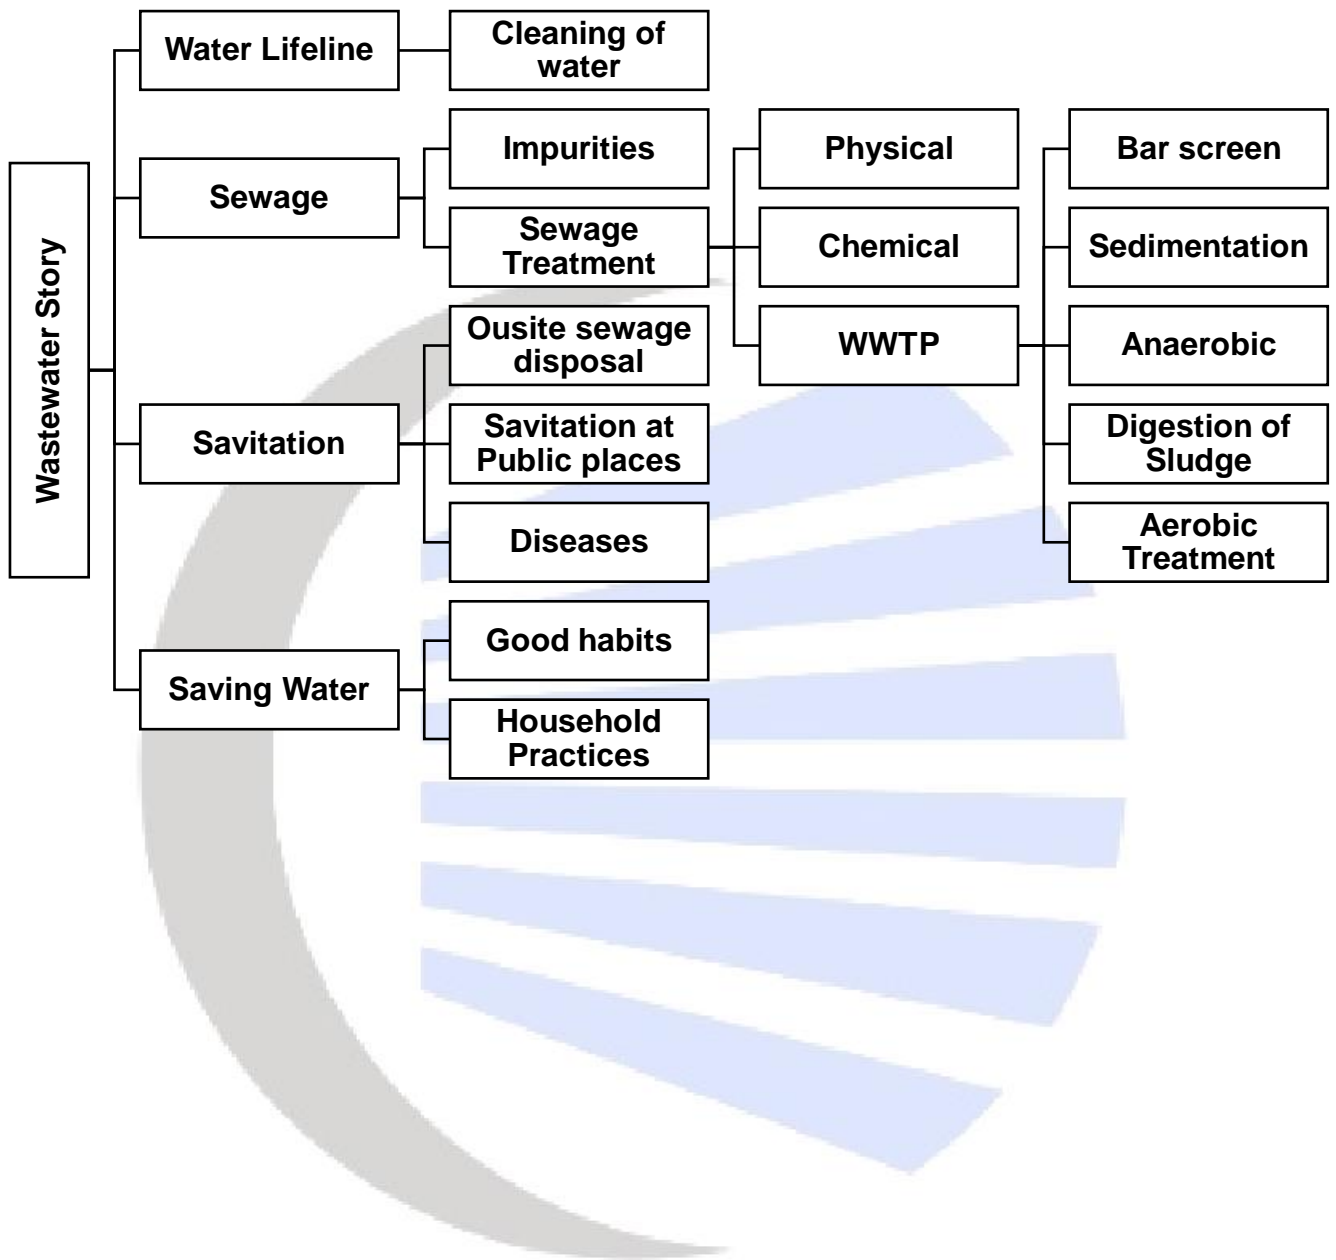 Wastewater Story
Water Lifeline
Cleaning of
water
Sewage
Impurities
Sewage
Treatment
Physical
Chemical
WWTP
Bar screen
Sedimentation
Anaerobic
Digestion of
Sludge
Aerobic
Treatment
Savitation
Ousite sewage
disposal
Savitation at
Public places
Diseases
Saving Water
Good habits
Household
Practices